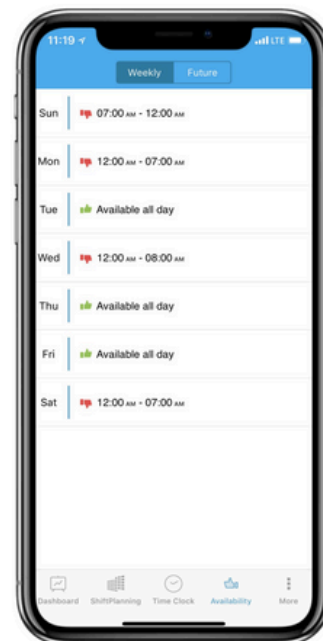 11:19
LTE
Weekly Future
Sun 07:00 AM - 12:00 AM
Mon 12:00 AM - 07:00 AM
Tue Available all day
Wed 12:00 AM - 08:00 AM
Thu Available all day
Fri Available all day
Sat 12:00 AM - 07:00 AM
Dashboard ShiftPlanning Time Clock Availability More